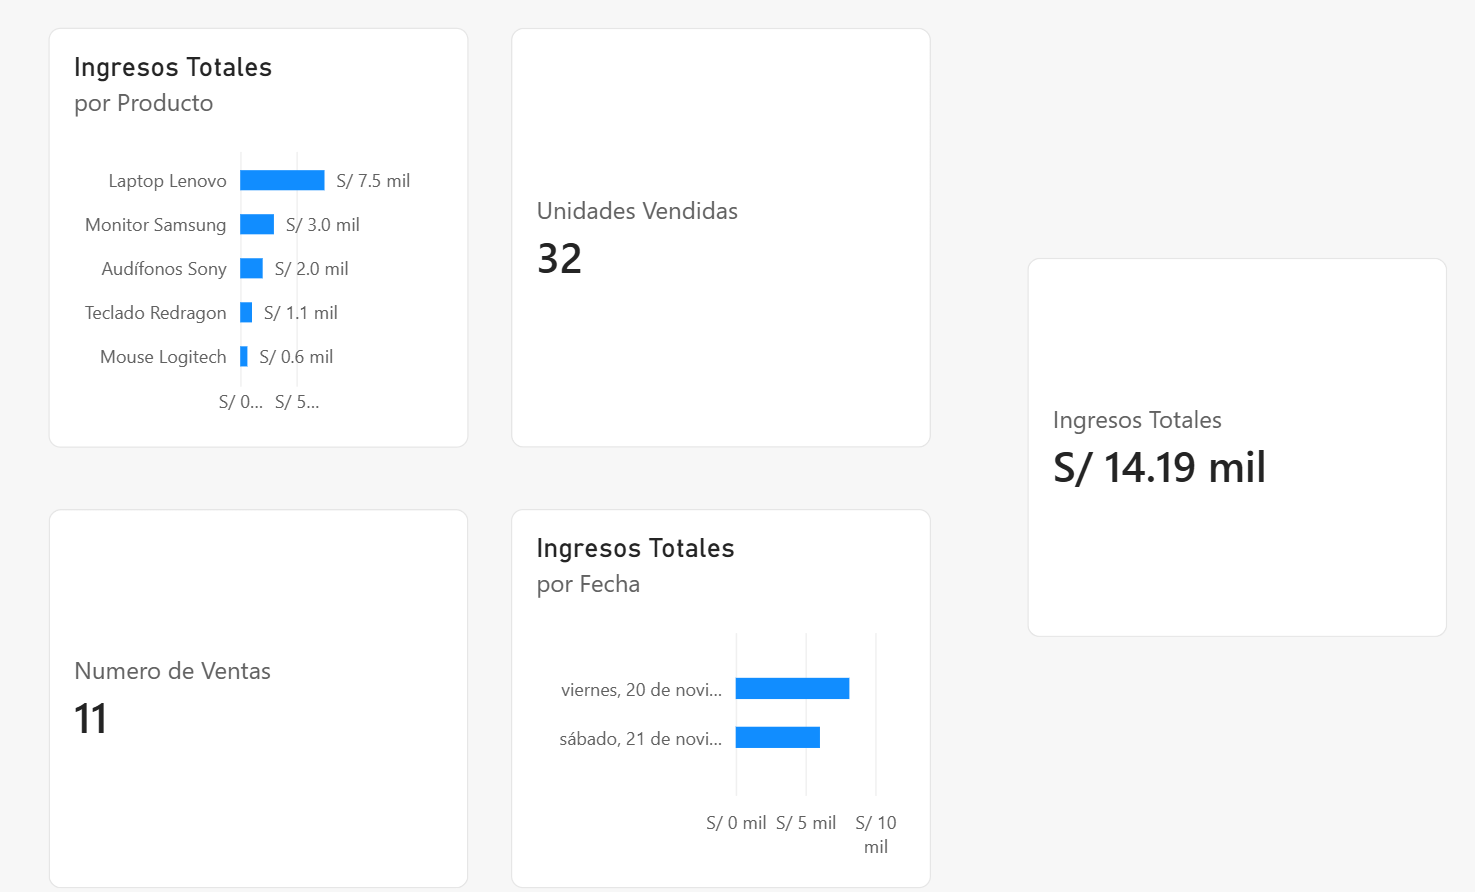 Ingresos Totales
por Producto
Laptop Lenovo S/ 7.5 mil
Monitor Samsung S/ 3.0 mil
Audífonos Sony S/ 2.0 mil
Teclado Redragon S/ 1.1 mil
Mouse Logitech S/ 0.6 mil
S/ 0... S/ 5...
Unidades Vendidas
32
Ingresos Totales
S/ 14.19 mil
Numero de Ventas
11
Ingresos Totales
por Fecha
viernes, 20 de novi...
sábado, 21 de novi...
S/ 0 mil S/ 5 mil S/ 10
mil